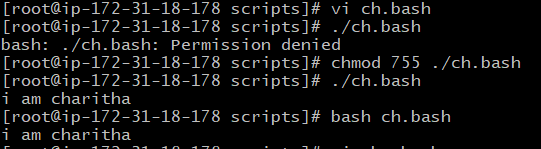 [root@ip-172-31-18-178 scripts]# vi ch.bash
[root@ip-172-31-18-178 scripts]# ./ch.bash
bash: ./ch.bash: Permission denied
[root@ip-172-31-18-178 scripts]# chmod 755 ./ch.bash
[root@ip-172-31-18-178 scripts]# ./ch.bash
i am charitha
[root@ip-172-31-18-178 scripts]# bash ch.bash
i am charitha